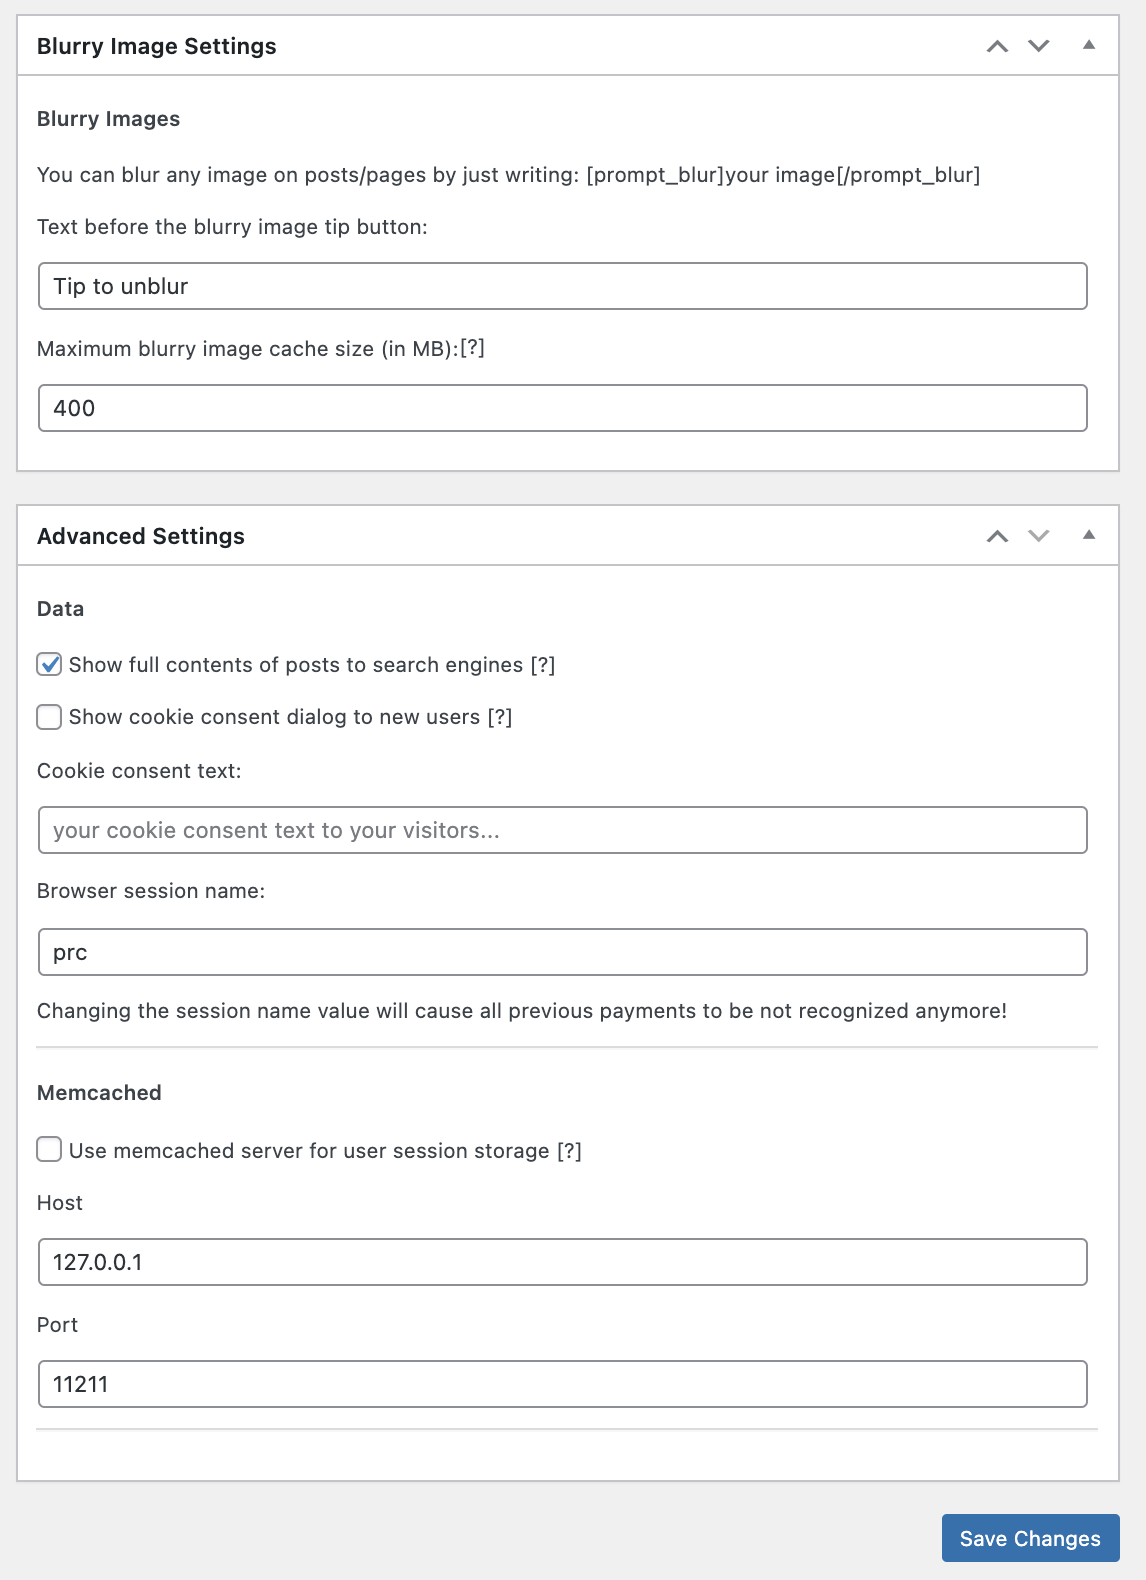 Blurry Image Settings
Blurry Images
You can blur any image on posts/pages by just writing: [prompt_blur]your image[/prompt_blur]
Text before the blurry image tip button:
Tip to unblur
Maximum blurry image cache size (in MB):[?]
400
Advanced Settings
Data
Show full contents of posts to search engines [?]
Show cookie consent dialog to new users [?]
Cookie consent text:
your cookie consent text to your visitors...
Browser session name:
prc
Changing the session name value will cause all previous payments to be not recognized anymore!
Memcached
Use memcached server for user session storage [?]
Host
127.0.0.1
Port
11211
Save Changes